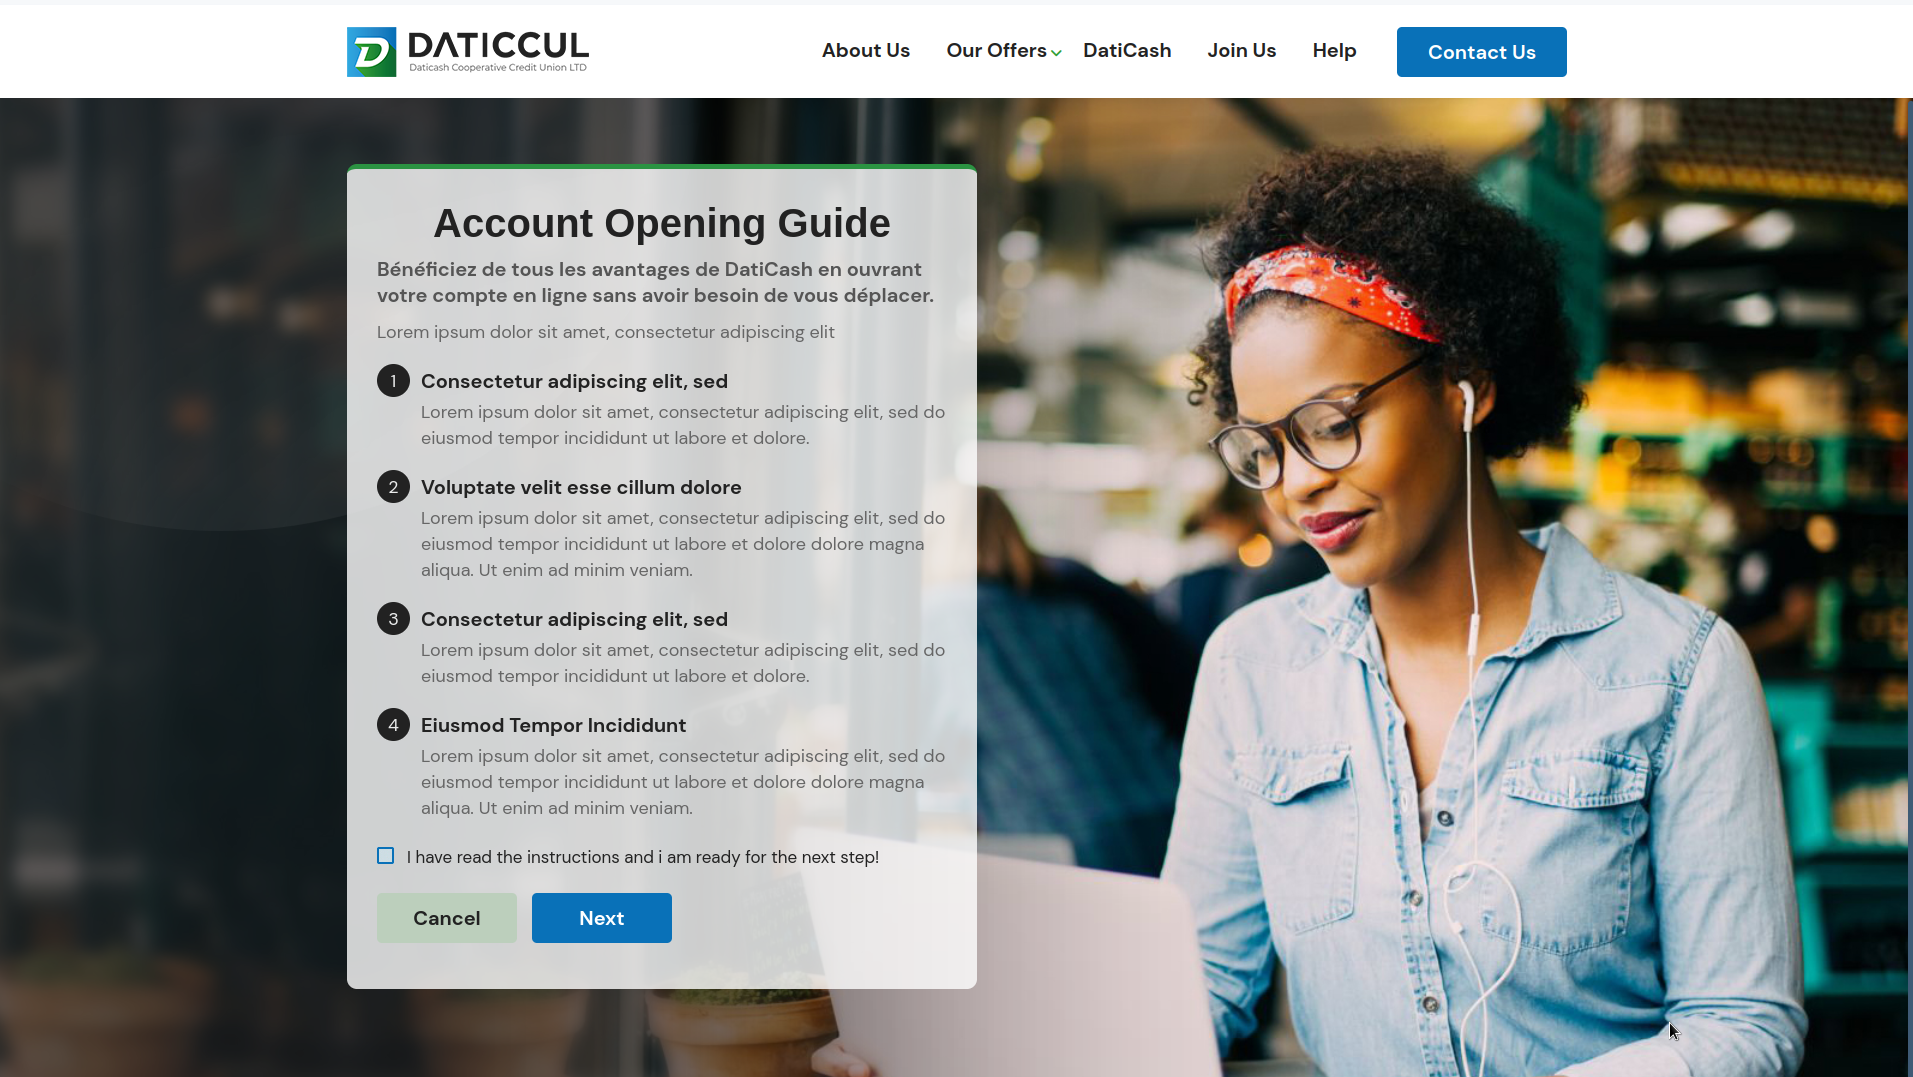 DATICCUL
Daticash Cooperative Credit Union LTD
About Us
Our Offers
DatiCash
Join Us
Help
Contact Us
Account Opening Guide
Bénéficiez de tous les avantages de DatiCash en ouvrant
votre compte en ligne sans avoir besoin de vous déplacer.
Lorem ipsum dolor sit amet, consectetur adipiscing elit
1 Consectetur adipiscing elit, sed
Lorem ipsum dolor sit amet, consectetur adipiscing elit, sed do
eiusmod tempor incididunt ut labore et dolore.
2 Voluptate velit esse cillum dolore
Lorem ipsum dolor sit amet, consectetur adipiscing elit, sed do
eiusmod tempor incididunt ut labore et dolore dolore magna
aliqua. Ut enim ad minim veniam.
3 Consectetur adipiscing elit, sed
Lorem ipsum dolor sit amet, consectetur adipiscing elit, sed do
eiusmod tempor incididunt ut labore et dolore.
4 Eiusmod Tempor Incididunt
Lorem ipsum dolor sit amet, consectetur adipiscing elit, sed do
eiusmod tempor incididunt ut labore et dolore dolore magna
aliqua. Ut enim ad minim veniam.
I have read the instructions and i am ready for the next step!
Cancel
Next